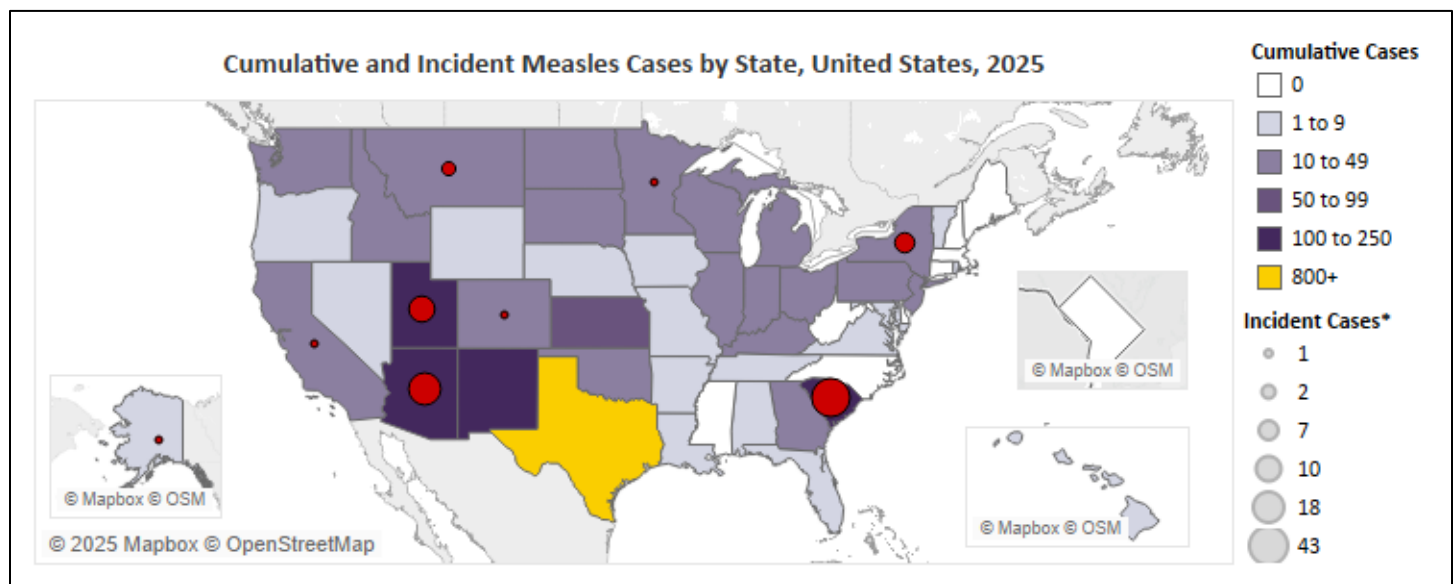 Cumulative and Incident Measles Cases by State, United States, 2025
Cumulative Cases
0
1 to 9
10 to 49
50 to 99
100 to 250
800+
Incident Cases*
1
2
7
10
18
43
© Mapbox © OSM
© Mapbox © OSM
© Mapbox © OSM
© 2025 Mapbox © OpenStreetMap